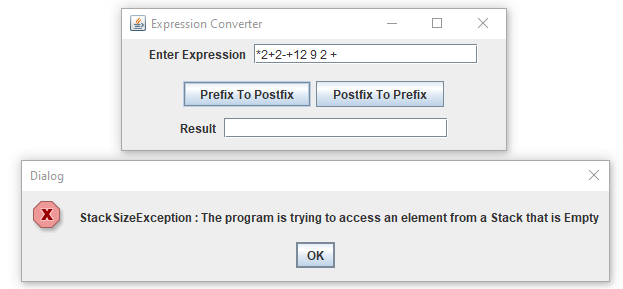 Expression Converter
Enter Expression *2+2-+12 9 2 +
Prefix To Postfix Postfix To Prefix
Result
Dialog
StackSizeException : The program is trying to access an element from a Stack that is Empty
OK